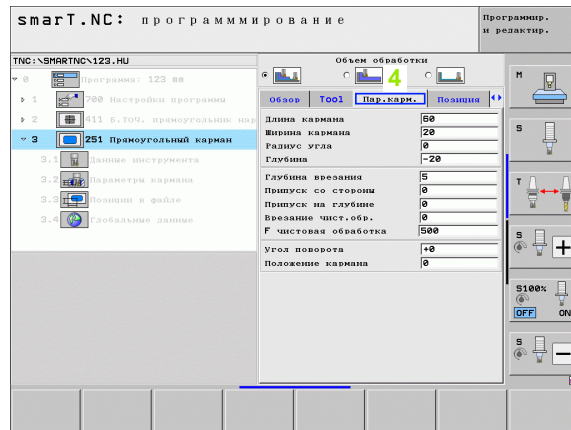 smarT.NC: программмирование
Программир.
и редактир.
TNC:\SMARTNC\123.HU
0 Программа: 123 мм
1 700 Настройки программы
2 411 Б.точ. прямоугольник нар
3 251 Прямоугольный карман
3.1 Данные инструмента
3.2 Параметры кармана
3.3 Позиции в файле
3.4 Глобальные данные
Объем обработки
4
Обзор Tool Пар.карм. Позиция
Длина кармана 60
Ширина кармана 20
Радиус угла 0
Глубина -20
Глубина врезания 5
Припуск со стороны 0
Припуск на глубине 0
Врезание чист.обр. 0
F чистовая обработка 500
Угол поворота +0
Положение кармана 0
M
S
T
S
+
S100%
OFF ON
S
-